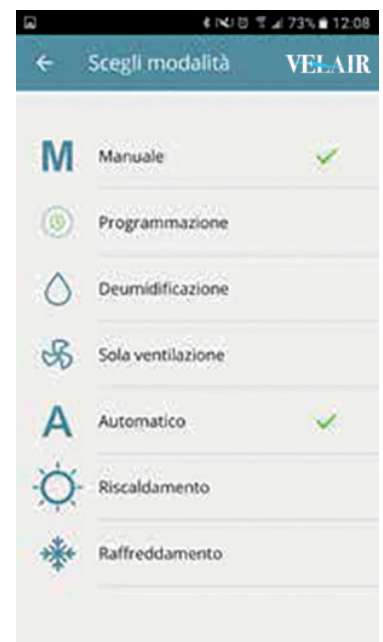 73% 12:08
Scegli modalità VELAIR
M Manuale
Programmazione
Deumidificazione
Sola ventilazione
A Automatico
Riscaldamento
Raffreddamento